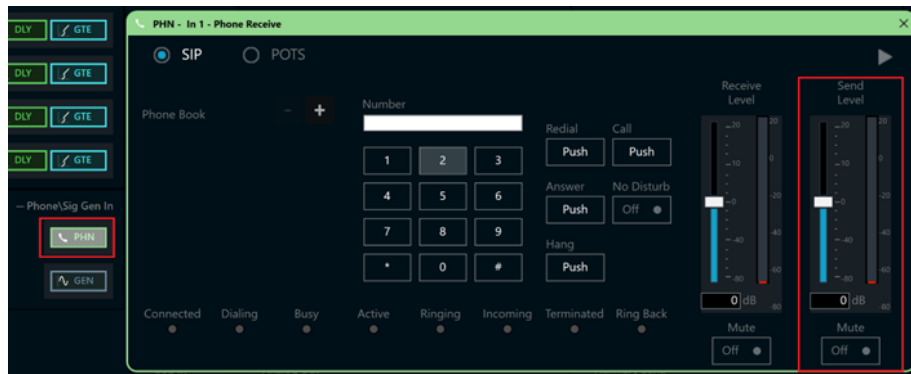 PHN - In 1 - Phone Receive
DLY GTE
DLY GTE
DLY GTE
DLY GTE
Phone\Sig Gen In
PHN
GEN
SIP POTS
Phone Book - +
Number
1 2 3
4 5 6
7 8 9
* 0 #
Redial Call
Push Push
Answer No Disturb
Push Off
Hang
Push
Connected Dialing Busy Active Ringing Incoming Terminated Ring Back
Receive
Level
20 20
10 0
0 -20
-40 -40
-80 -60
0 dB -80
Mute
Off
Send
Level
20 20
10 0
0 -20
-40 -40
-80 -60
0 dB -80
Mute
Off